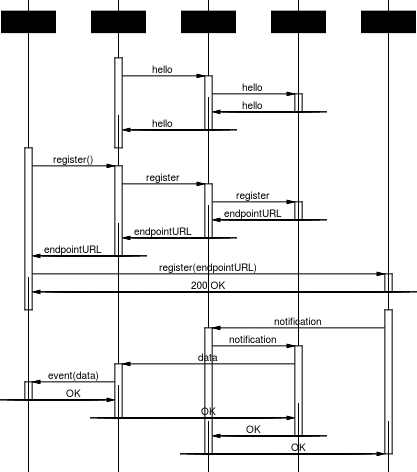 hello
hello
hello
hello
register()
register
register
endpointURL
endpointURL
endpointURL
register(endpointURL)
200 OK
notification
notification
data
event(data)
OK
OK
OK
OK